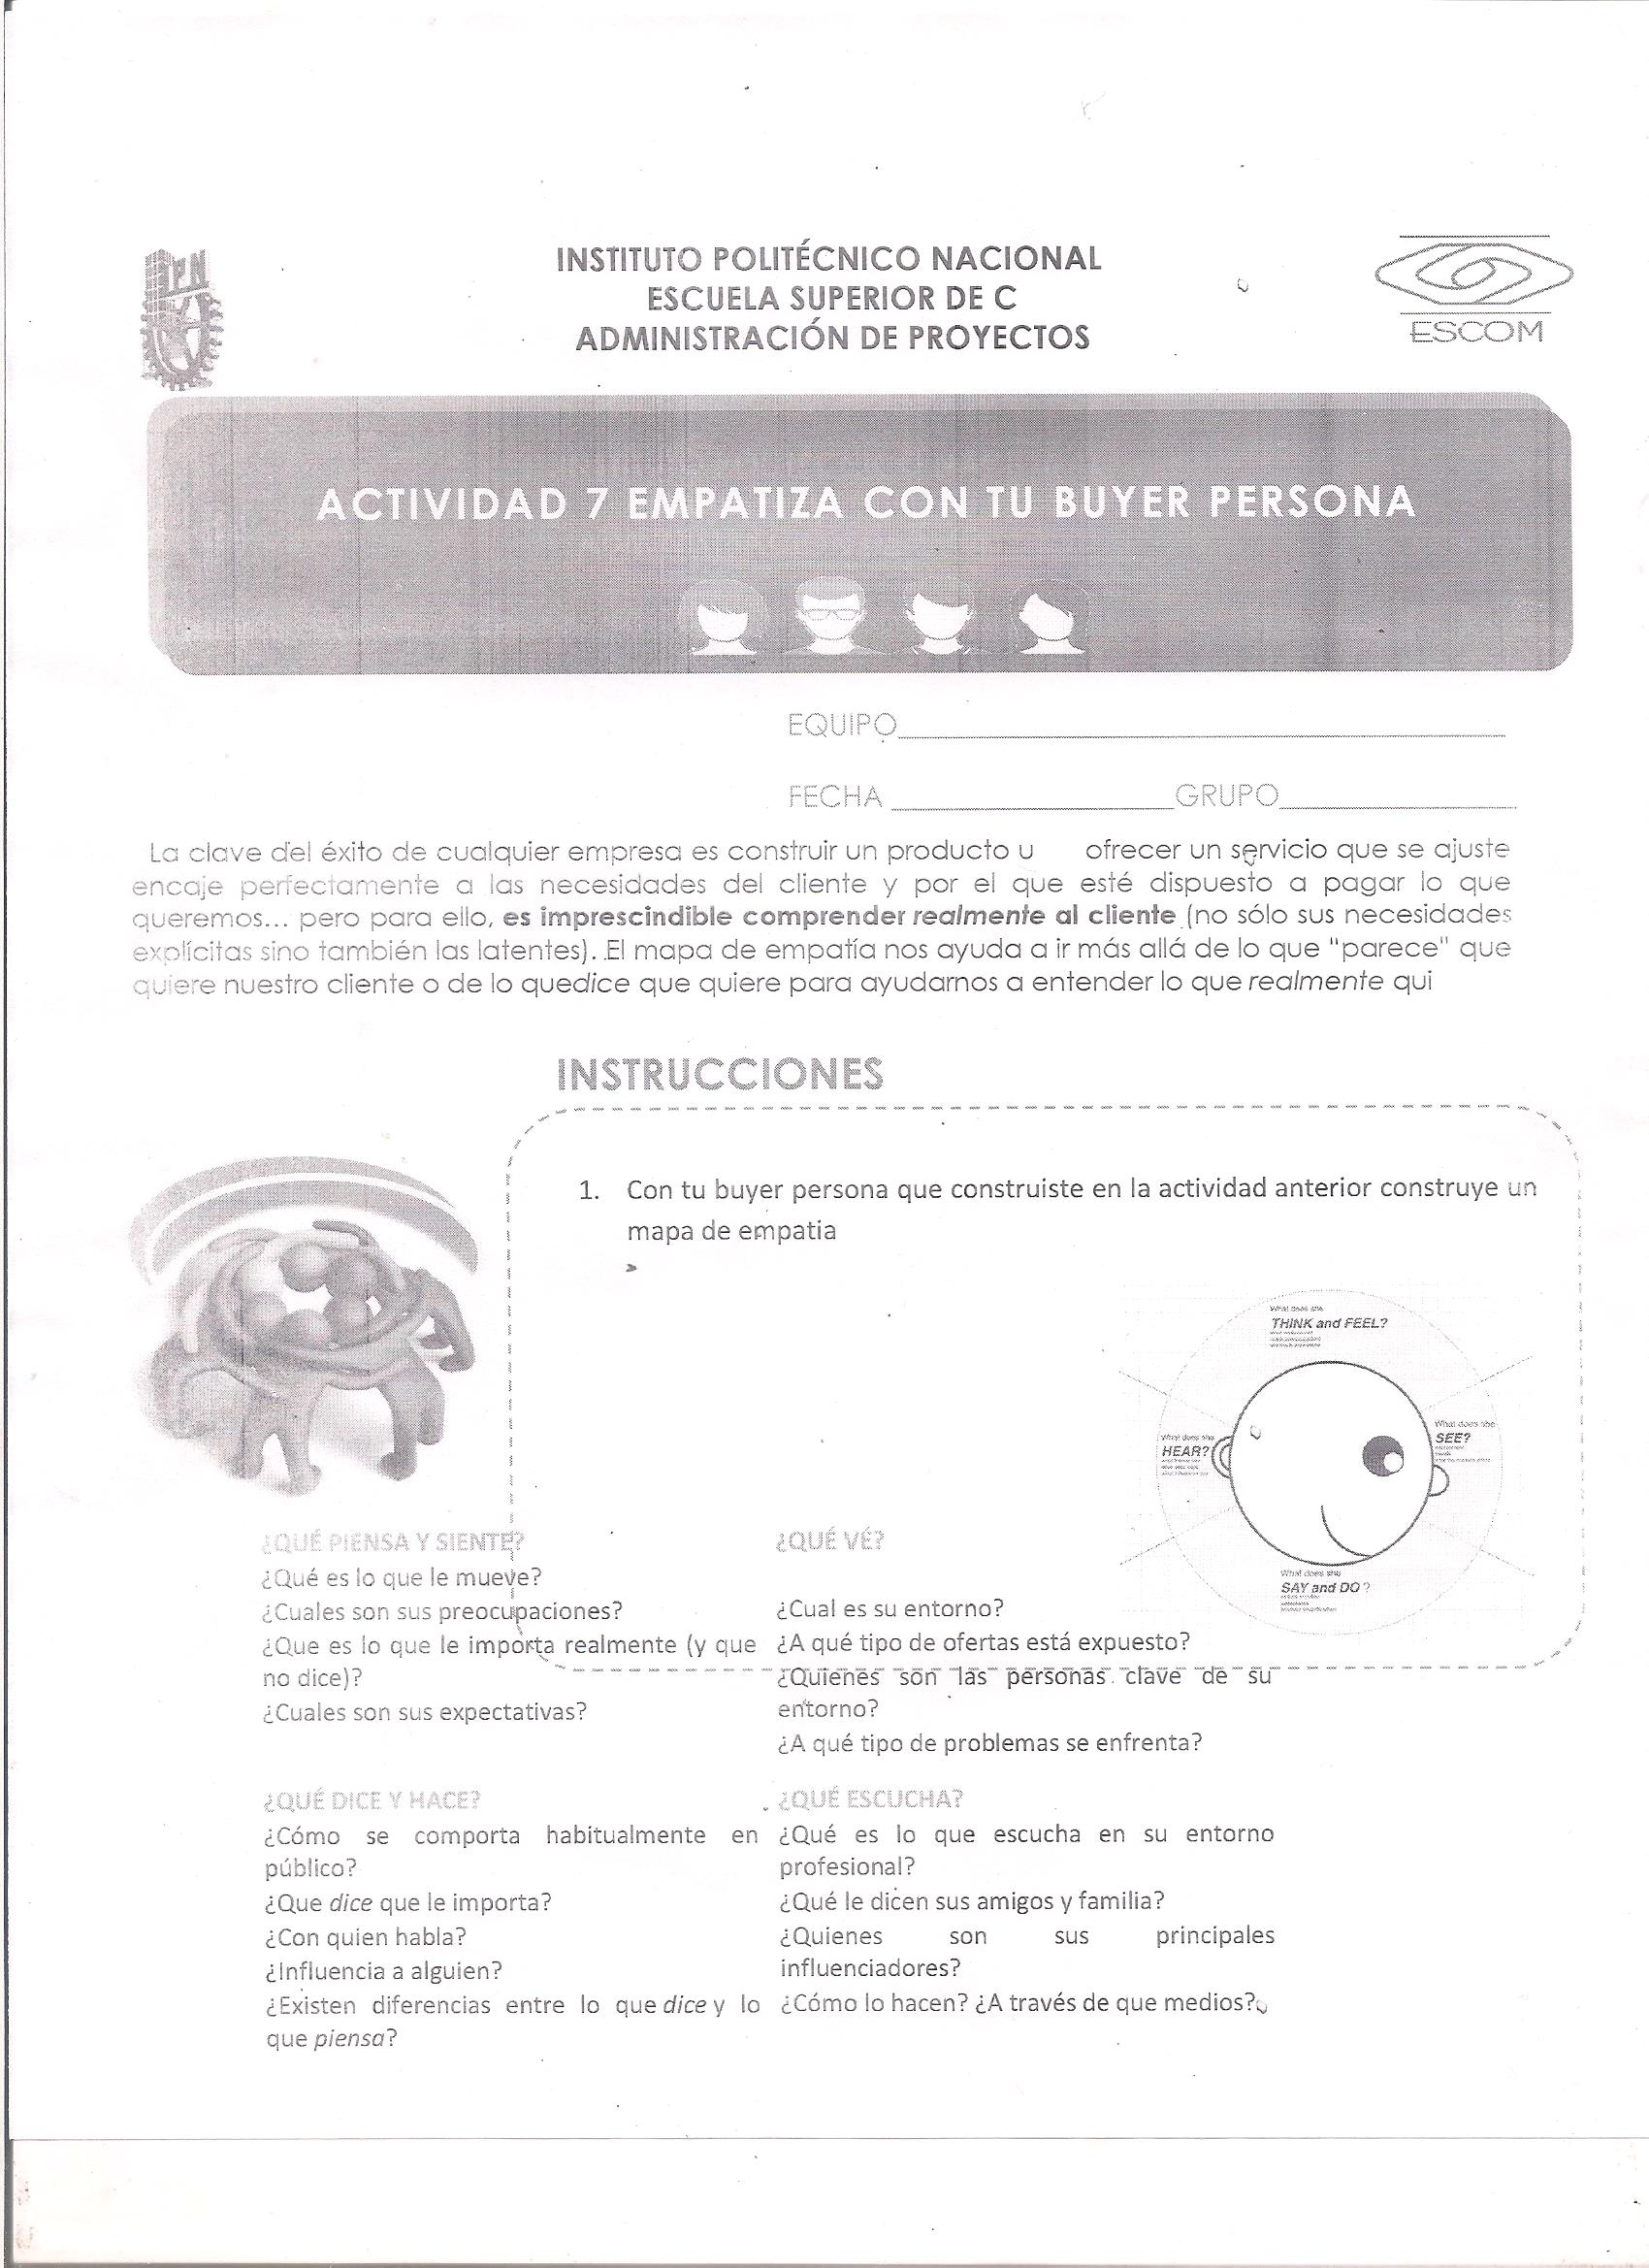 INSTITUTO POLITÉCNICO NACIONAL
ESCUELA SUPERIOR DE C
ADMINISTRACIÓN DE PROYECTOS
IPN
ESCOM
ACTIVIDAD 7 EMPATIZA CON TU BUYER PERSONA
EQUIPO
FECHA GRUPO
La clave del éxito de cualquier empresa es construir un producto u ofrecer un servicio que se ajuste
encaje perfectamente a las necesidades del cliente y por el que esté dispuesto a pagar lo que
queremos... pero para ello, es imprescindible comprender realmente al cliente (no sólo sus necesidades
explícitas sino también las latentes). El mapa de empatía nos ayuda a ir más allá de lo que "parece" que
quiere nuestro cliente o de lo quedice que quiere para ayudarnos a entender lo que realmente qui
INSTRUCCIONES
1. Con tu buyer persona que construiste en la actividad anterior construye un
mapa de empatia
What does she
THINK and FEEL?
What does she
HEAR?
What does she
SEE?
What does she
SAY and DO?
¿QUÉ PIENSA Y SIENTE?
¿Qué es lo que le mueve?
¿Cuales son sus preocupaciones?
¿Que es lo que le importa realmente (y que
no dice)?
¿Cuales son sus expectativas?
¿QUÉ VÉ?
¿Cual es su entorno?
¿A qué tipo de ofertas está expuesto?
¿Quienes son las personas clave de su
entorno?
¿A qué tipo de problemas se enfrenta?
¿QUÉ DICE Y HACE?
¿Cómo se comporta habitualmente en
público?
¿Que dice que le importa?
¿Con quien habla?
¿Influencia a alguien?
¿Existen diferencias entre lo que dice y lo
que piensa?
¿QUÉ ESCUCHA?
¿Qué es lo que escucha en su entorno
profesional?
¿Qué le dicen sus amigos y familia?
¿Quienes son sus principales
influenciadores?
¿Cómo lo hacen? ¿A través de que medios?